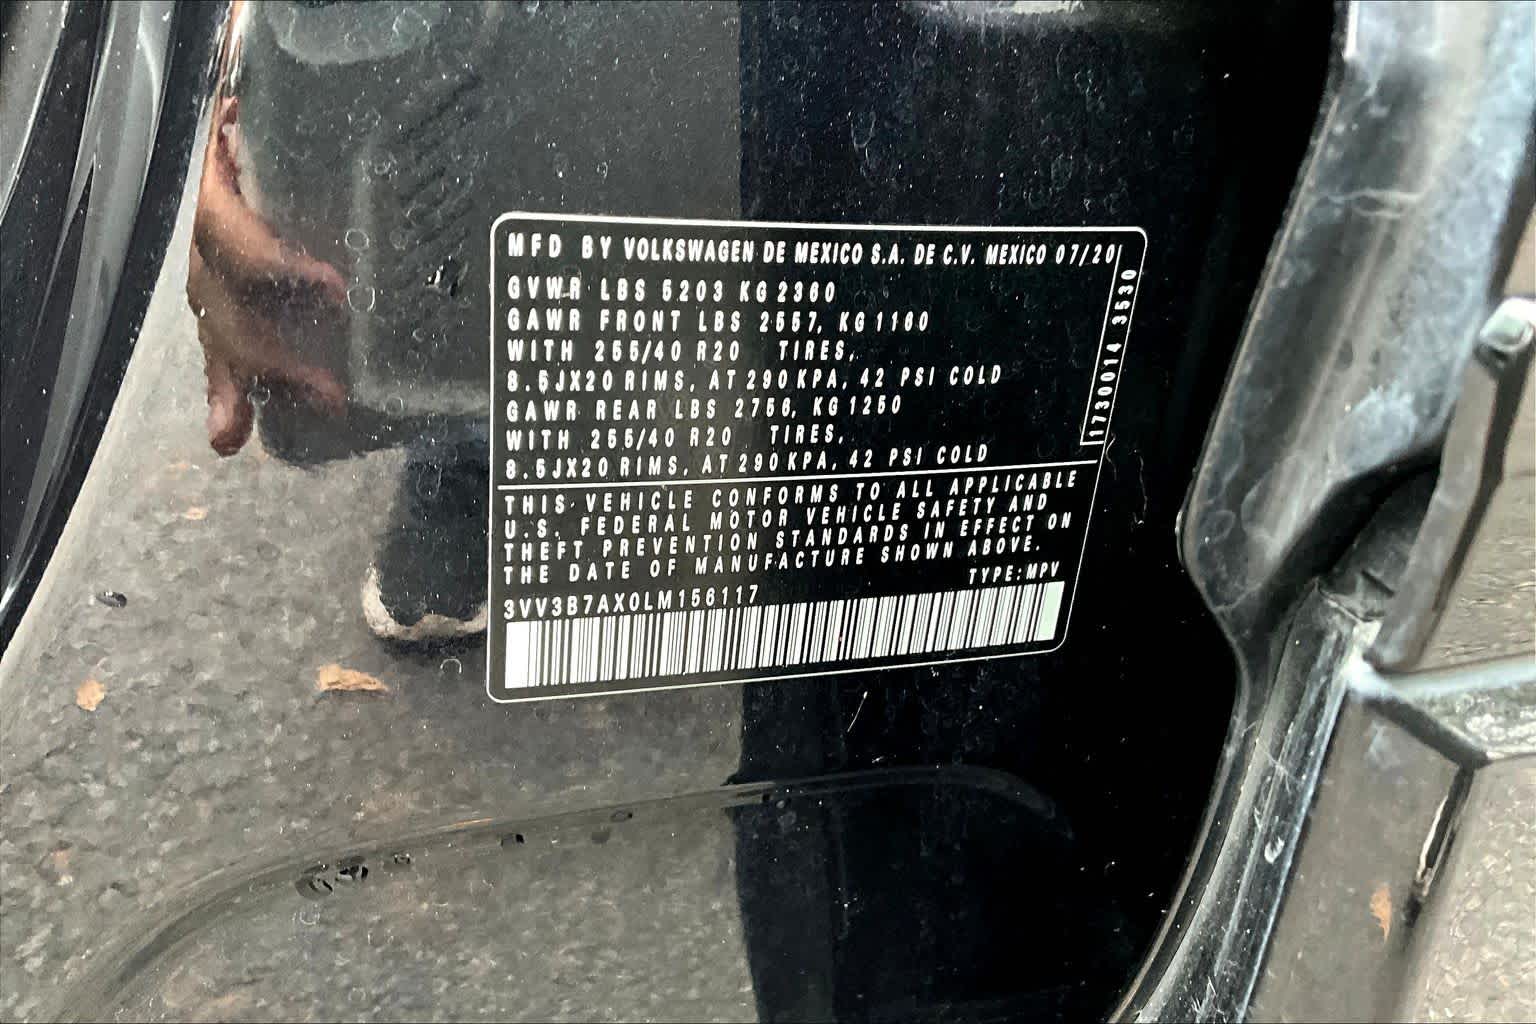 MFD BY VOLKSWAGEN DE MEXICO S.A. DE C.V. MEXICO 07/20
GVWR LBS 5203 KG 2360
GAWR FRONT LBS 2557, KG 1160
WITH 255/40 R20 TIRES,
8.5JX20 RIMS, AT 290 KPA, 42 PSI COLD
GAWR REAR LBS 2756, KG 1250
WITH 255/40 R20 TIRES,
8.5JX20 RIMS, AT 290 KPA, 42 PSI COLD
1730014 3530
THIS VEHICLE CONFORMS TO ALL APPLICABLE
U.S. FEDERAL MOTOR VEHICLE SAFETY AND
THEFT PREVENTION STANDARDS IN EFFECT ON
THE DATE OF MANUFACTURE SHOWN ABOVE.
TYPE:MPV
3VV3B7AX0LM156117